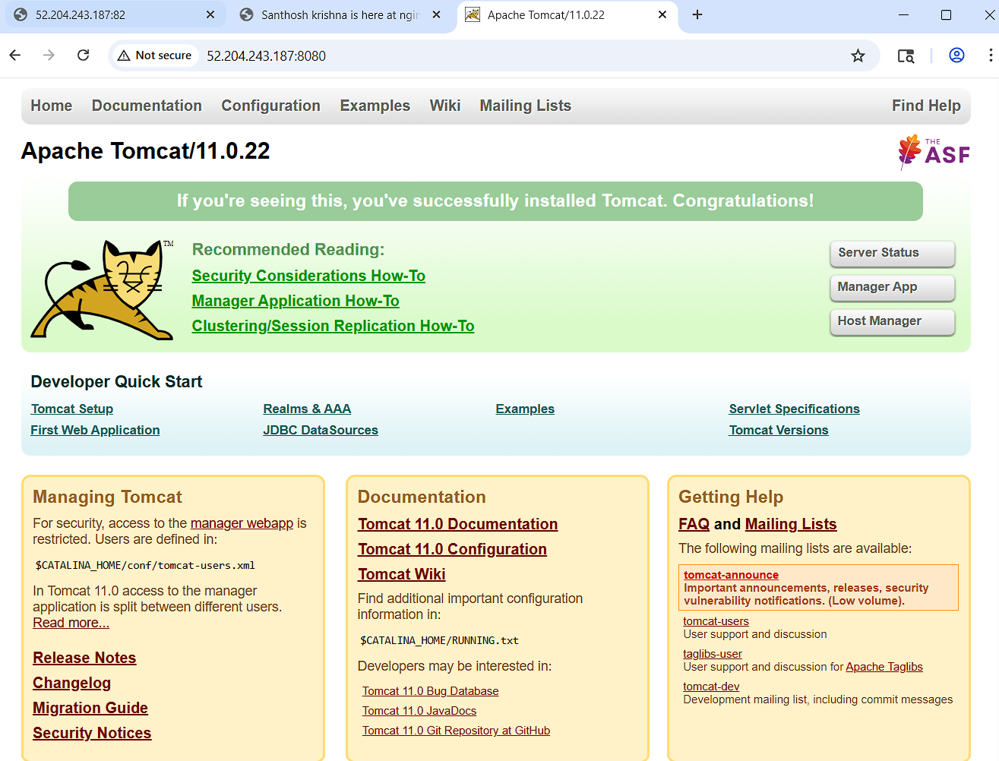 52.204.243.187:82
Santhosh krishna is here at ngin
Apache Tomcat/11.0.22
Not secure
52.204.243.187:8080
Home Documentation Configuration Examples Wiki Mailing Lists Find Help
Apache Tomcat/11.0.22
THE
ASF
If you're seeing this, you've successfully installed Tomcat. Congratulations!
TM
Recommended Reading:
Security Considerations How-To
Manager Application How-To
Clustering/Session Replication How-To
Server Status
Manager App
Host Manager
Developer Quick Start
Tomcat Setup
First Web Application
Realms & AAA
JDBC DataSources
Examples
Servlet Specifications
Tomcat Versions
Managing Tomcat
For security, access to the manager webapp is
restricted. Users are defined in:
$CATALINA_HOME/conf/tomcat-users.xml
In Tomcat 11.0 access to the manager
application is split between different users.
Read more...
Release Notes
Changelog
Migration Guide
Security Notices
Documentation
Tomcat 11.0 Documentation
Tomcat 11.0 Configuration
Tomcat Wiki
Find additional important configuration
information in:
$CATALINA_HOME/RUNNING.txt
Developers may be interested in:
Tomcat 11.0 Bug Database
Tomcat 11.0 JavaDocs
Tomcat 11.0 Git Repository at GitHub
Getting Help
FAQ and Mailing Lists
The following mailing lists are available:
tomcat-announce
Important announcements, releases, security
vulnerability notifications. (Low volume).
tomcat-users
User support and discussion
taglibs-user
User support and discussion for Apache Taglibs
tomcat-dev
Development mailing list, including commit messages